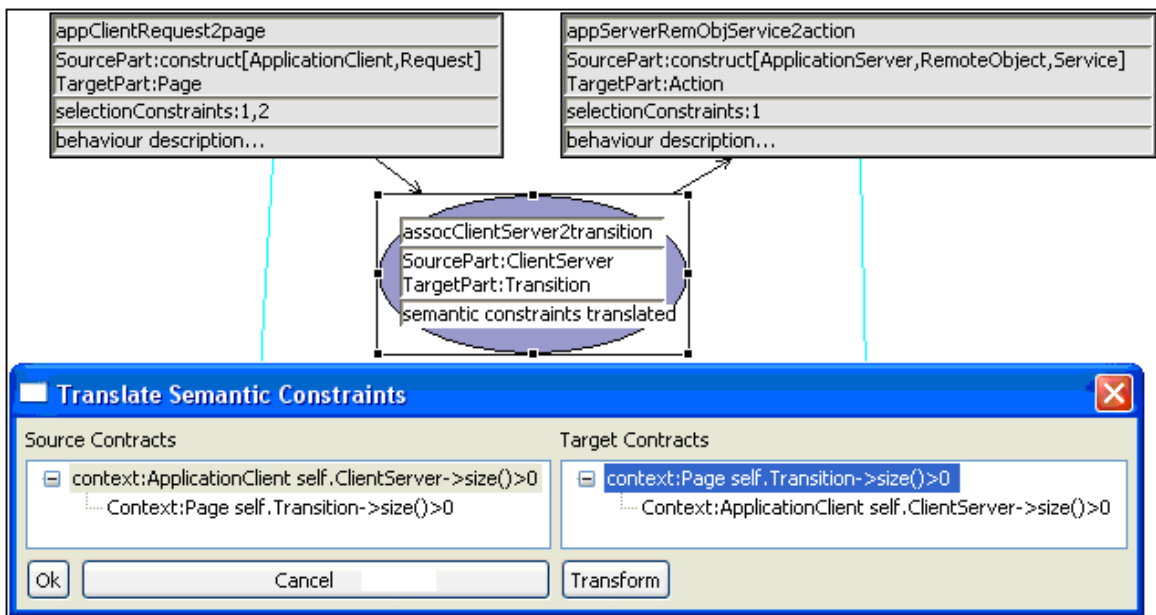 appClientRequest2page
SourcePart:construct[ApplicationClient,Request]
TargetPart:Page
selectionConstraints:1,2
behaviour description...
appServerRemObjService2action
SourcePart:construct[ApplicationServer,RemoteObject,Service]
TargetPart:Action
selectionConstraints:1
behaviour description...
assocClientServer2transition
SourcePart:ClientServer
TargetPart:Transition
semantic constraints translated
Translate Semantic Constraints
Source Contracts
context:ApplicationClient self.ClientServer->size()>0
Context:Page self.Transition->size()>0
Target Contracts
context:Page self.Transition->size()>0
Context:ApplicationClient self.ClientServer->size()>0
Ok
Cancel
Transform